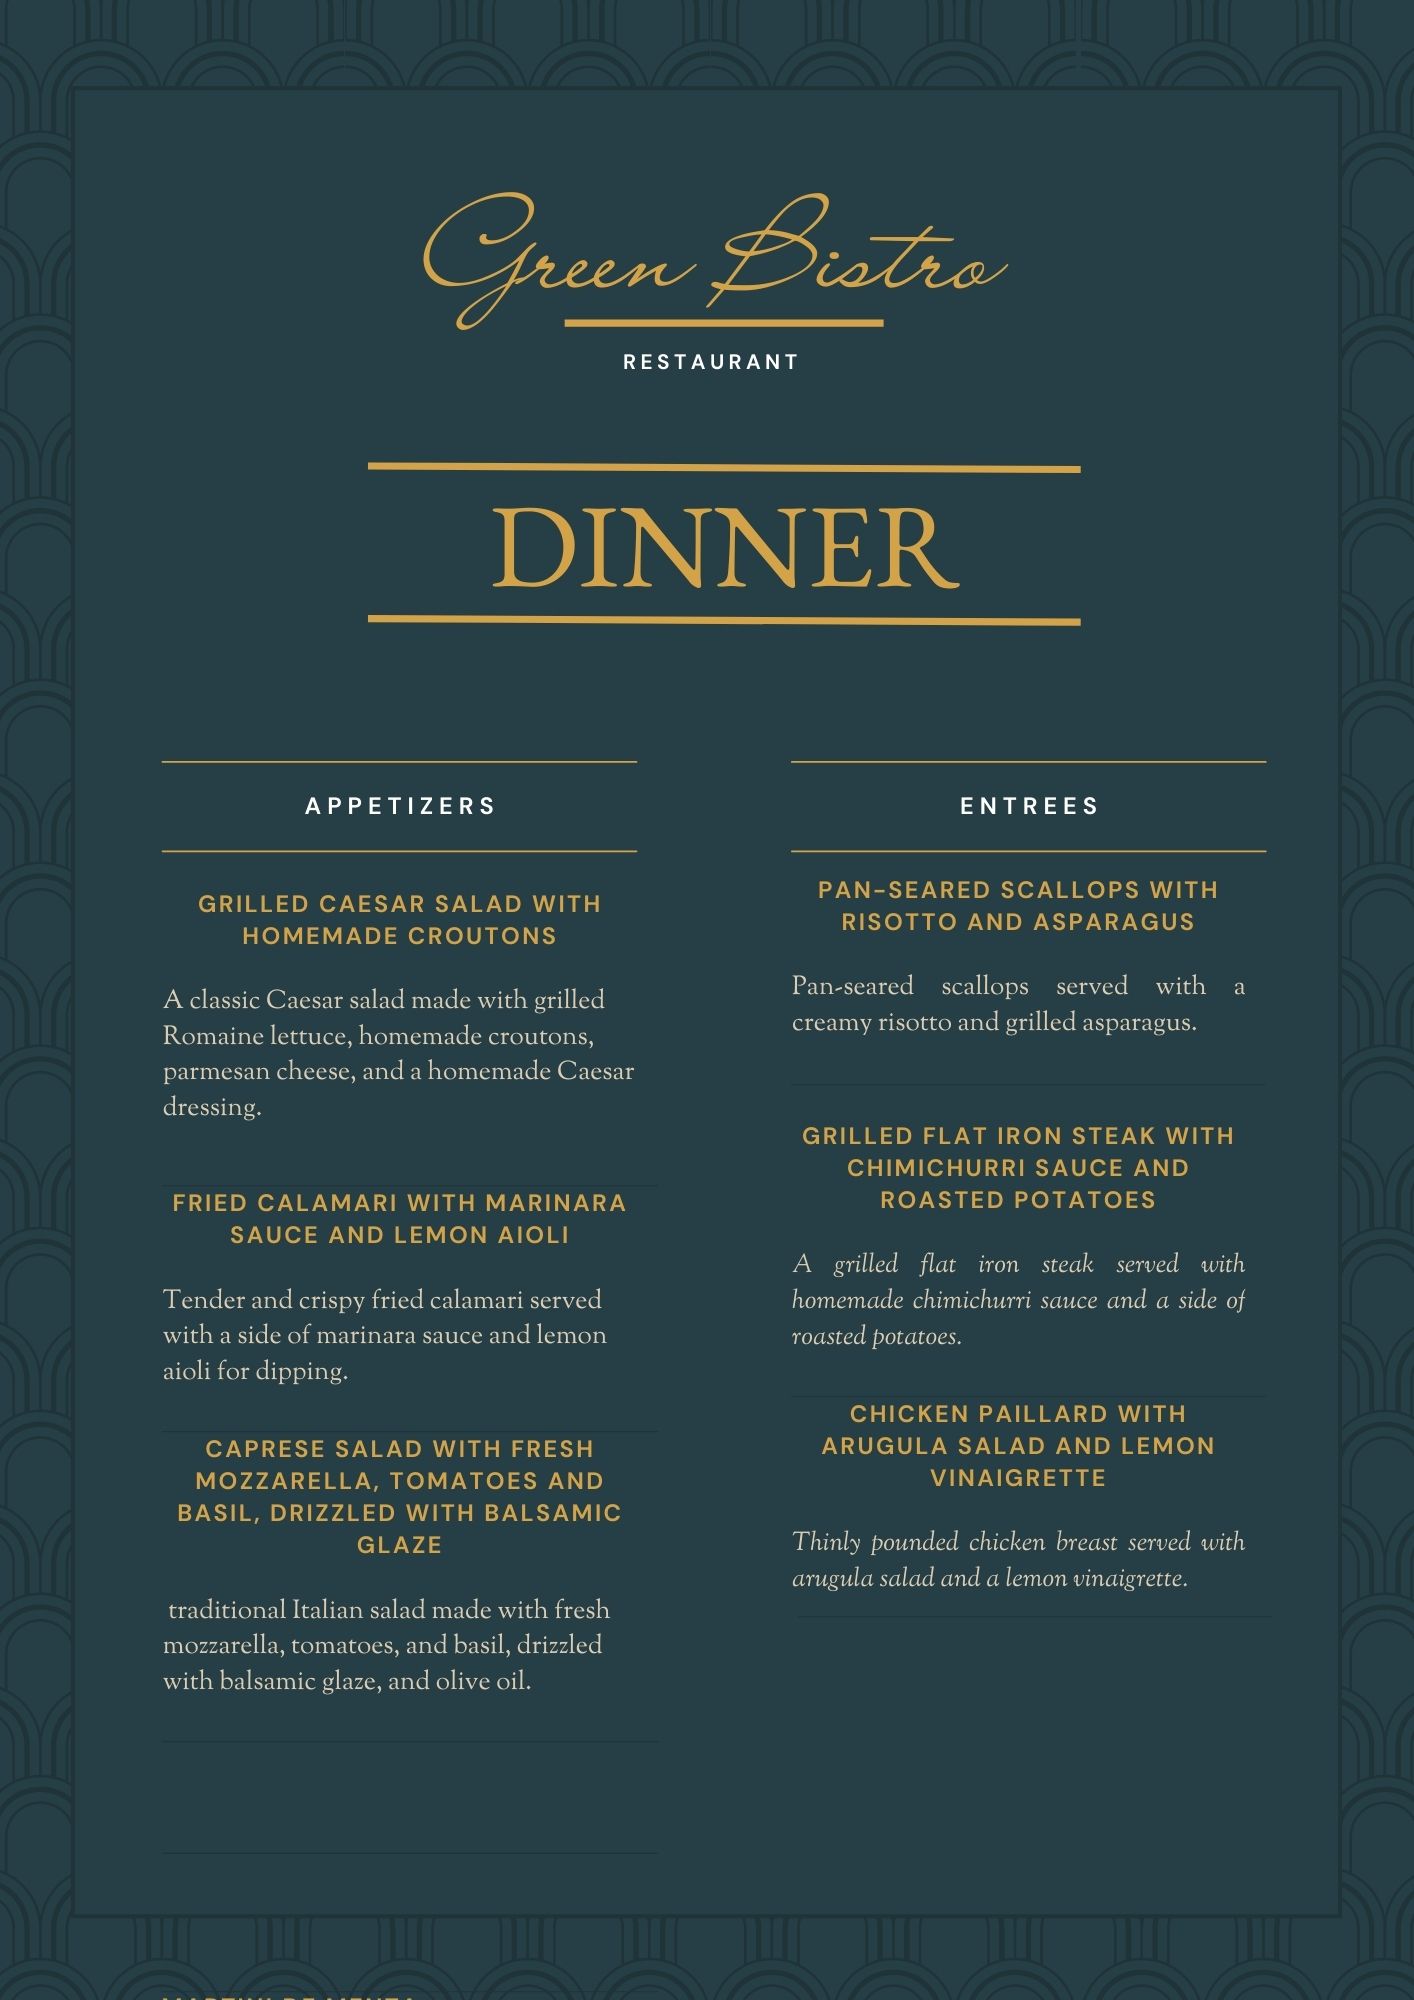 Green Bistro
RESTAURANT
DINNER
APPETIZERS
GRILLED CAESAR SALAD WITH
HOMEMADE CROUTONS
A classic Caesar salad made with grilled
Romaine lettuce, homemade croutons,
parmesan cheese, and a homemade Caesar
dressing.
FRIED CALAMARI WITH MARINARA
SAUCE AND LEMON AIOLI
Tender and crispy fried calamari served
with a side of marinara sauce and lemon
aioli for dipping.
CAPRESE SALAD WITH FRESH
MOZZARELLA, TOMATOES AND
BASIL, DRIZZLED WITH BALSAMIC
GLAZE
traditional Italian salad made with fresh
mozzarella, tomatoes, and basil, drizzled
with balsamic glaze, and olive oil.
ENTREES
PAN-SEARED SCALLOPS WITH
RISOTTO AND ASPARAGUS
Pan-seared scallops served with a
creamy risotto and grilled asparagus.
GRILLED FLAT IRON STEAK WITH
CHIMICHURRI SAUCE AND
ROASTED POTATOES
A grilled flat iron steak served with
homemade chimichurri sauce and a side of
roasted potatoes.
CHICKEN PAILLARD WITH
ARUGULA SALAD AND LEMON
VINAIGRETTE
Thinly pounded chicken breast served with
arugula salad and a lemon vinaigrette.